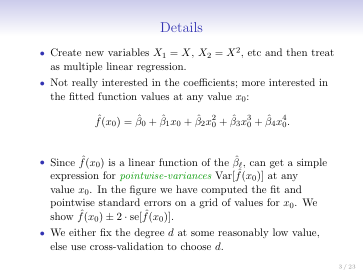 Details
• Create new variables X₁ = X, X₂ = X², etc and then treat
as multiple linear regression.
• Not really interested in the coefficients; more interested in
the fitted function values at any value x₀:
f̂(x₀) = β̂₀ + β̂₁x₀ + β̂₂x₀² + β̂₃x₀³ + β̂₄x₀⁴.
• Since f̂(x₀) is a linear function of the β̂ℓ, can get a simple
expression for pointwise-variances Var[f̂(x₀)] at any
value x₀. In the figure we have computed the fit and
pointwise standard errors on a grid of values for x₀. We
show f̂(x₀) ± 2 · se[f̂(x₀)].
• We either fix the degree d at some reasonably low value,
else use cross-validation to choose d.
3 / 23